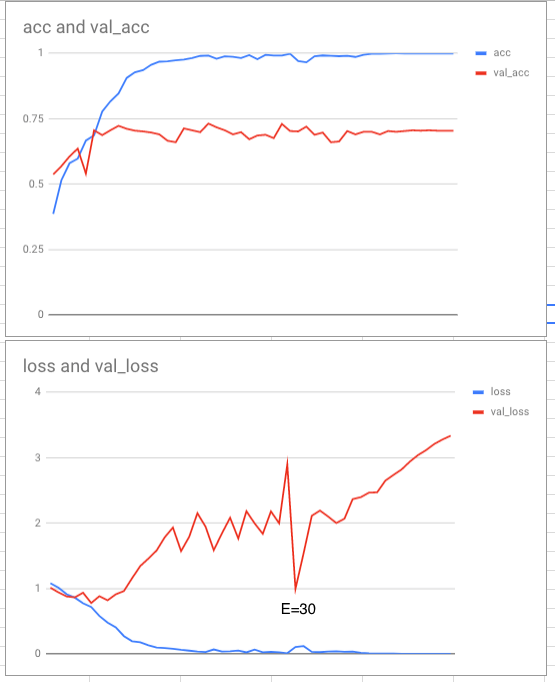 acc and val_acc
1
acc
val_acc
0.75
0.5
0.25
0
loss and val_loss
4
loss
val_loss
3
2
1
E=30
0